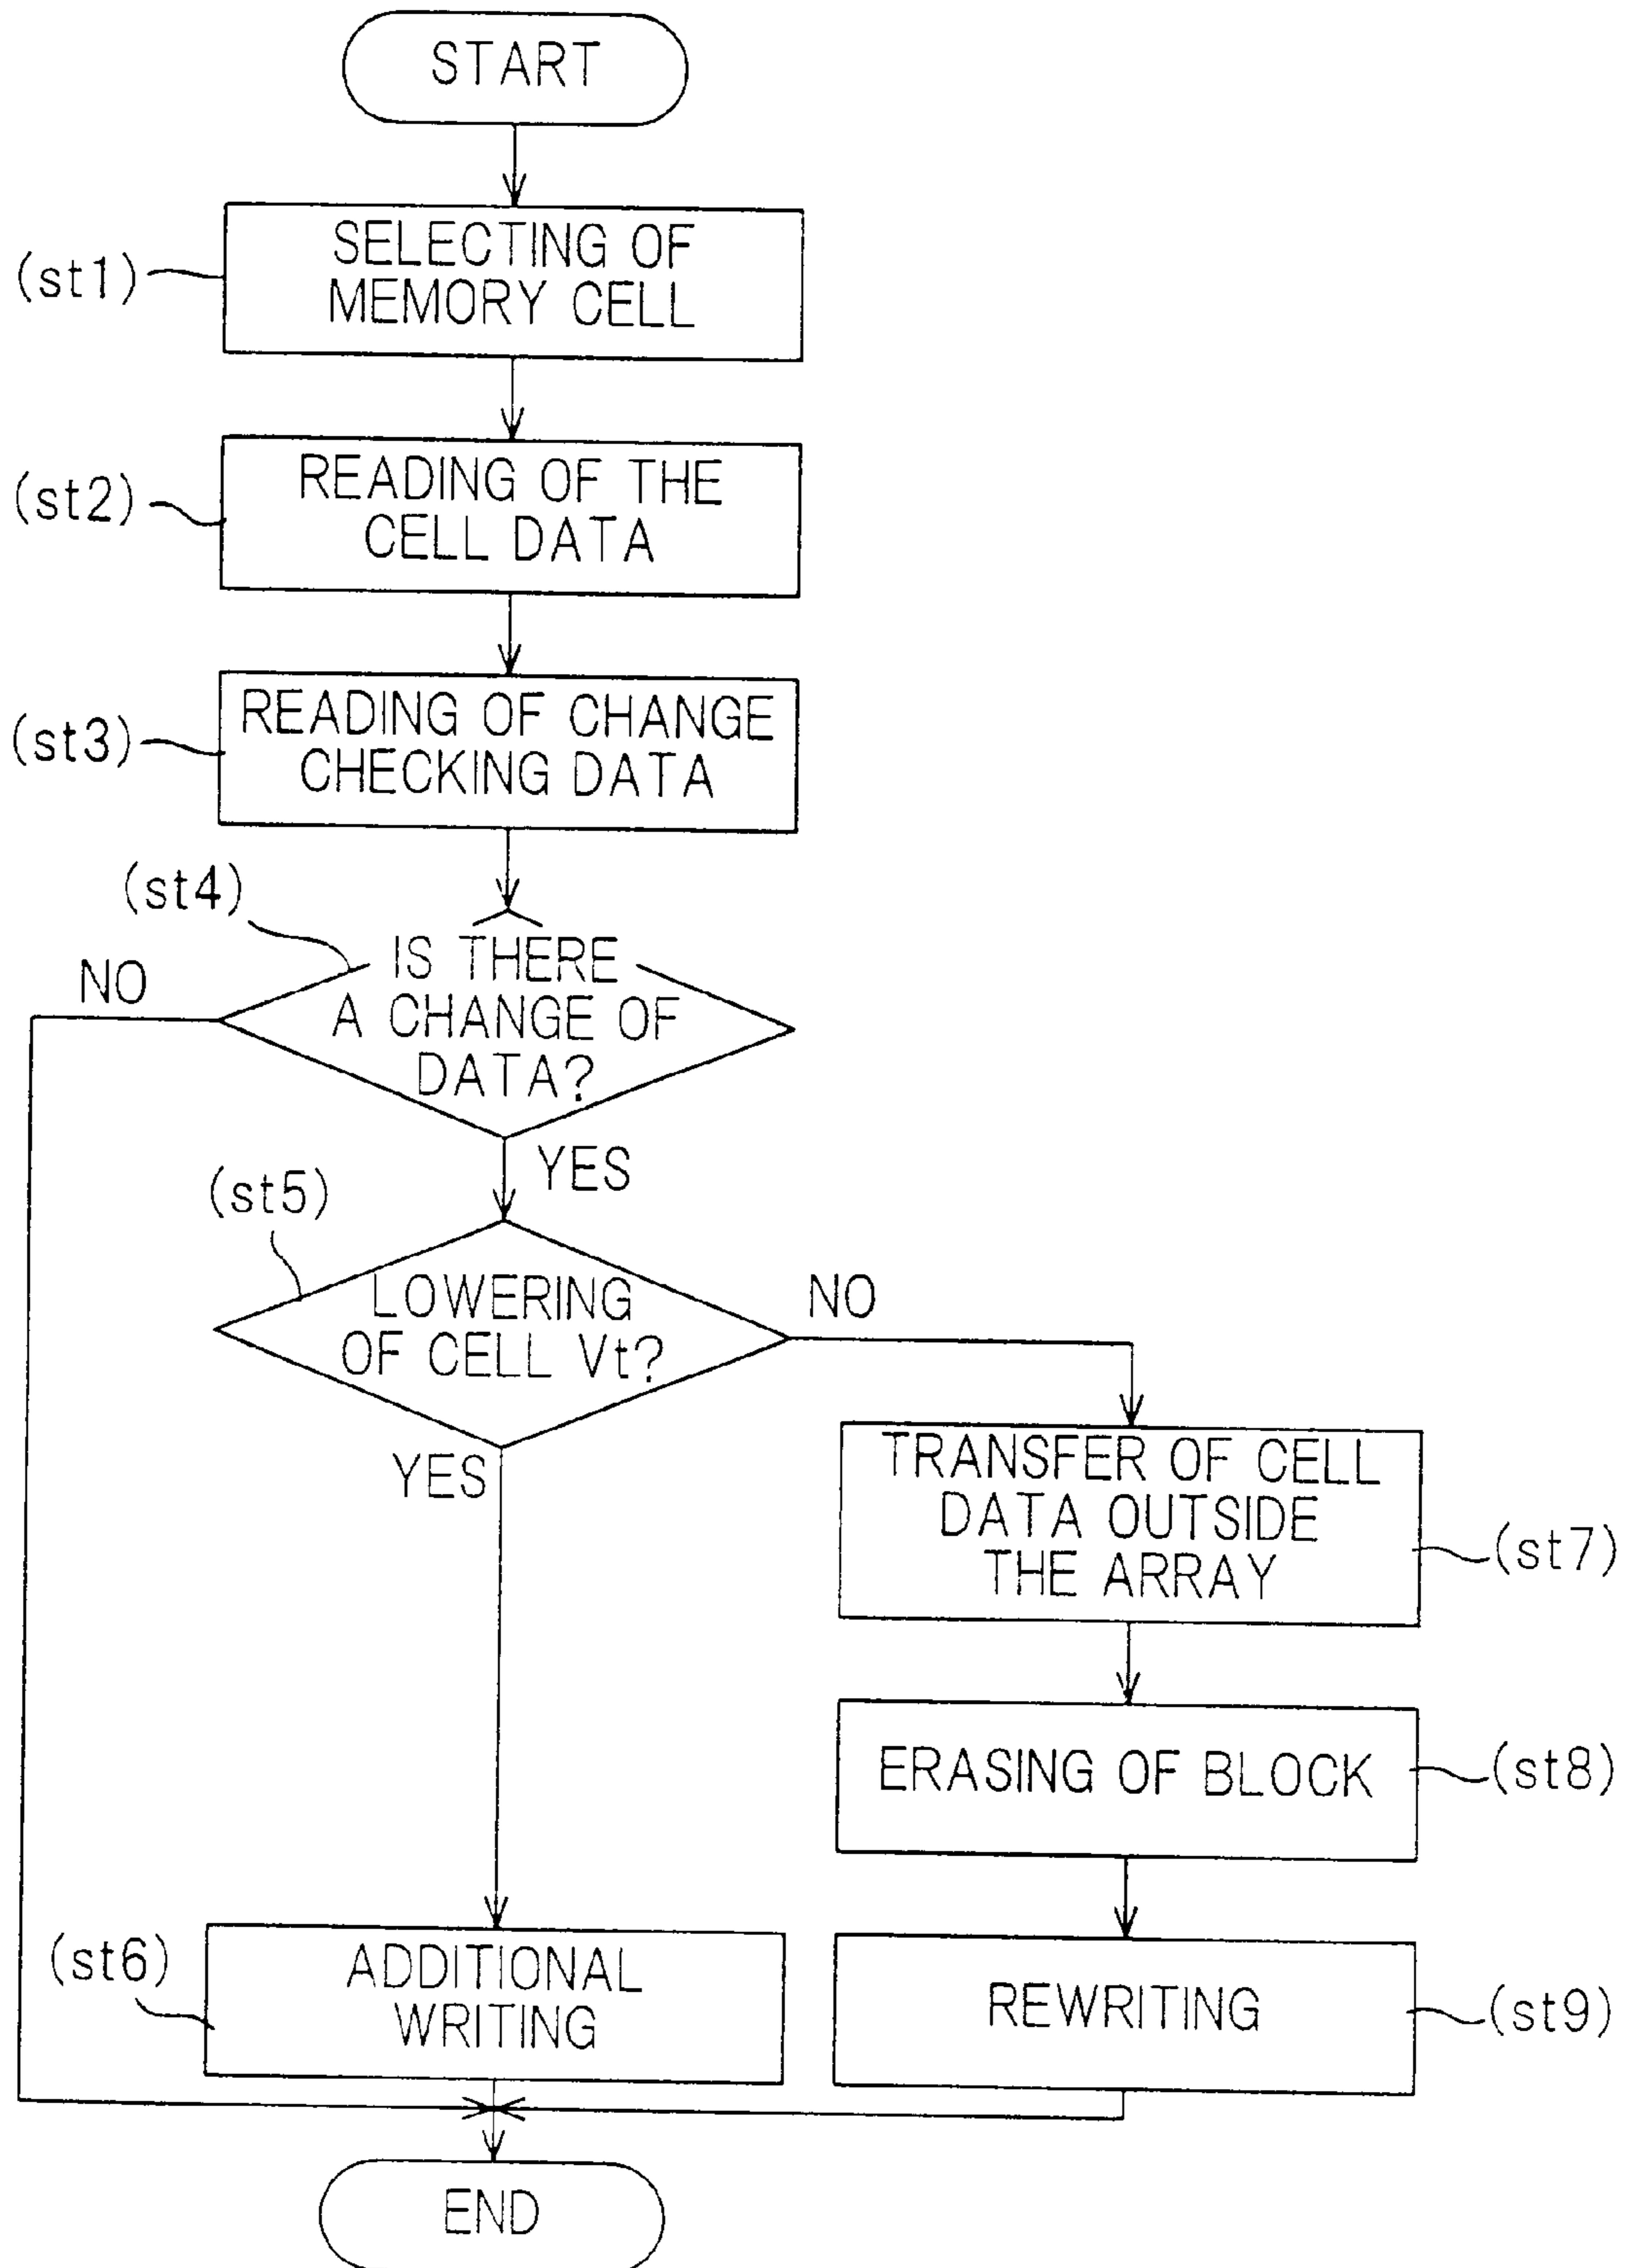 START
(st1)
SELECTING OF
MEMORY CELL
(st2)
READING OF THE
CELL DATA
(st3)
READING OF CHANGE
CHECKING DATA
(st4)
NO
IS THERE
A CHANGE OF
DATA?
YES
(st5)
LOWERING
OF CELL Vt?
NO
YES
TRANSFER OF CELL
DATA OUTSIDE
THE ARRAY
(st7)
ERASING OF BLOCK
(st8)
(st6)
ADDITIONAL
WRITING
REWRITING
(st9)
END